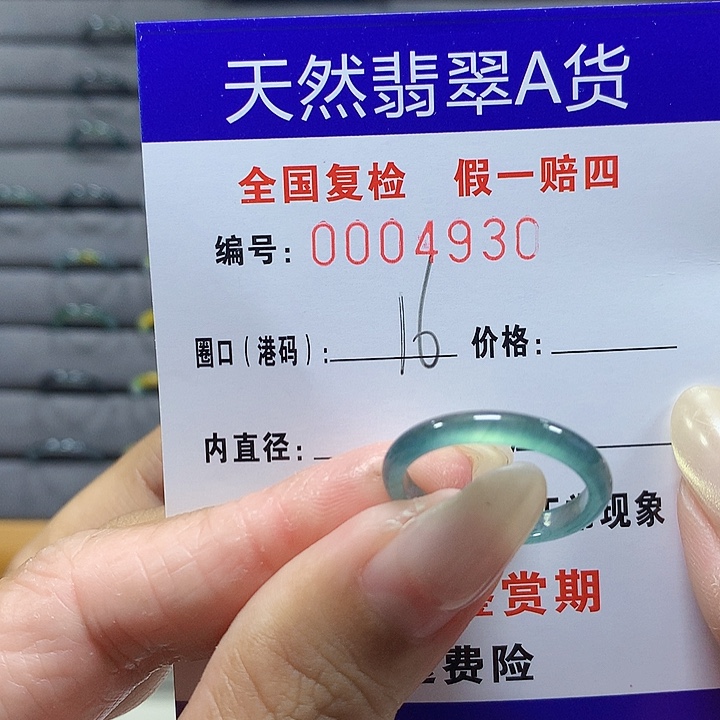 天然翡翠A货
全国复检 假一赔四
编号: 0004930
圈口(港码): 16 价格:
内直径:
现象
赏期
费险